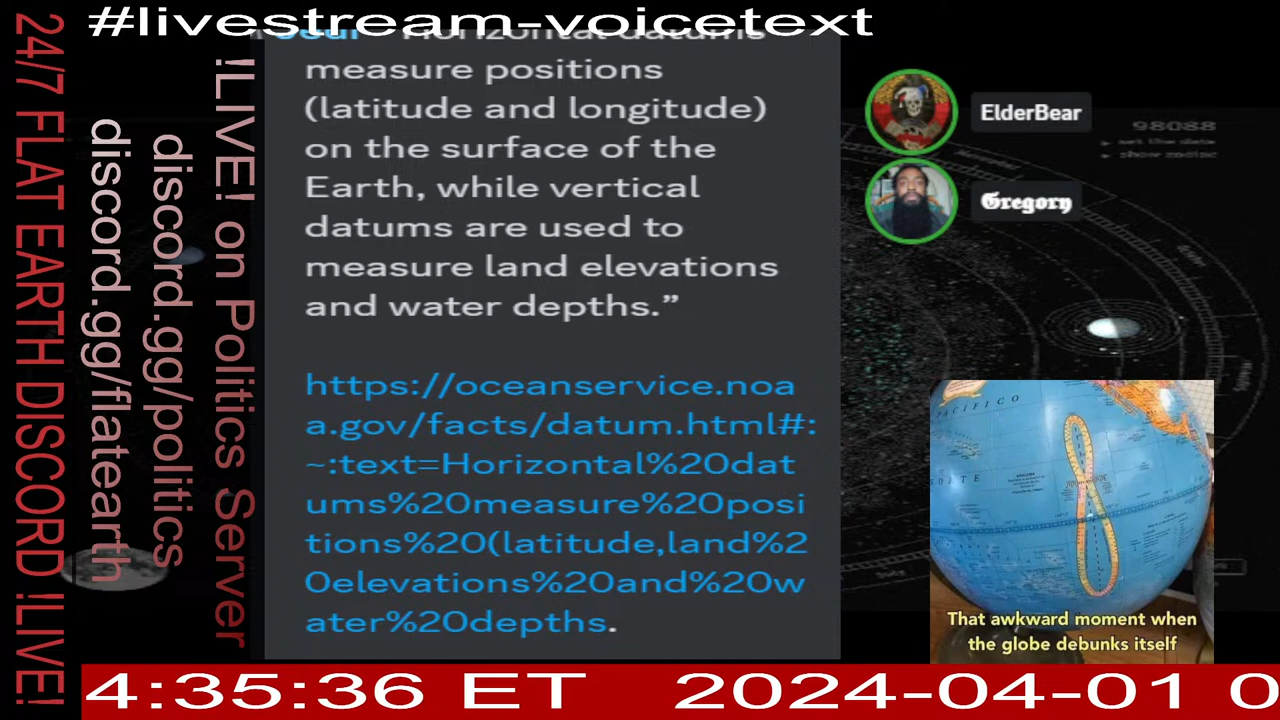 #livestream-voicetext
24/7 FLAT EARTH DISCORD !LIVE!
discord.gg/flatearth
discord.gg/politics
!LIVE! on Politics Server
Horizontal datums
measure positions
(latitude and longitude)
on the surface of the
Earth, while vertical
datums are used to
measure land elevations
and water depths.”
https://oceanservice.noa
a.gov/facts/datum.html#:
~:text=Horizontal%20dat
ums%20measure%20posi
tions%20(latitude,land%2
0elevations%20and%20w
ater%20depths.
ElderBear
Gregory
98088
PACÍFICO
That awkward moment when
the globe debunks itself
4:35:36 ET 2024-04-01 0